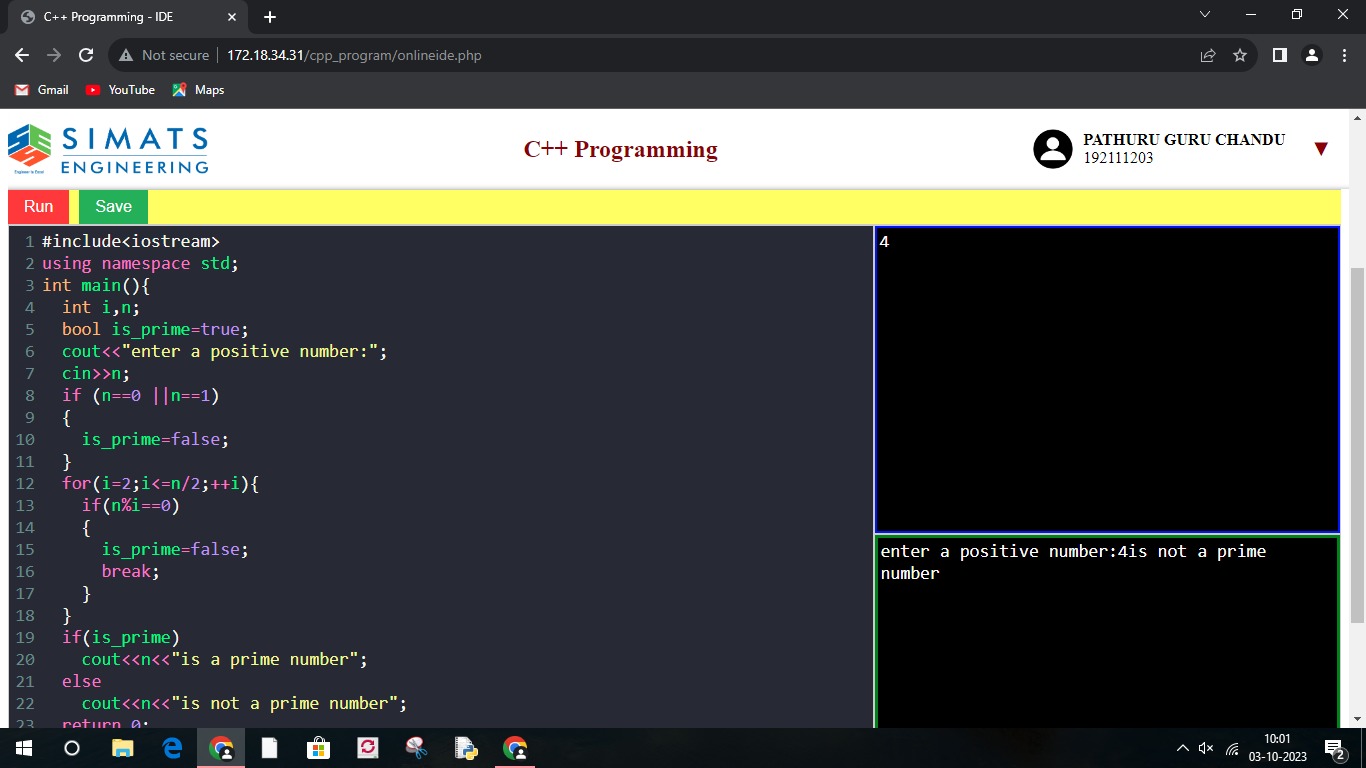 C++ Programming - IDE
Not secure 172.18.34.31/cpp_program/onlineide.php
Gmail YouTube Maps
SIMATS
ENGINEERING
Engineer to Excel
C++ Programming
PATHURU GURU CHANDU
192111203
Run Save
1 #include<iostream>
2 using namespace std;
3 int main(){
4 int i,n;
5 bool is_prime=true;
6 cout<<"enter a positive number:";
7 cin>>n;
8 if (n==0 ||n==1)
9 {
10 is_prime=false;
11 }
12 for(i=2;i<=n/2;++i){
13 if(n%i==0)
14 {
15 is_prime=false;
16 break;
17 }
18 }
19 if(is_prime)
20 cout<<n<<"is a prime number";
21 else
22 cout<<n<<"is not a prime number";
23 return 0;
4
enter a positive number:4is not a prime
number
10:01
03-10-2023
2